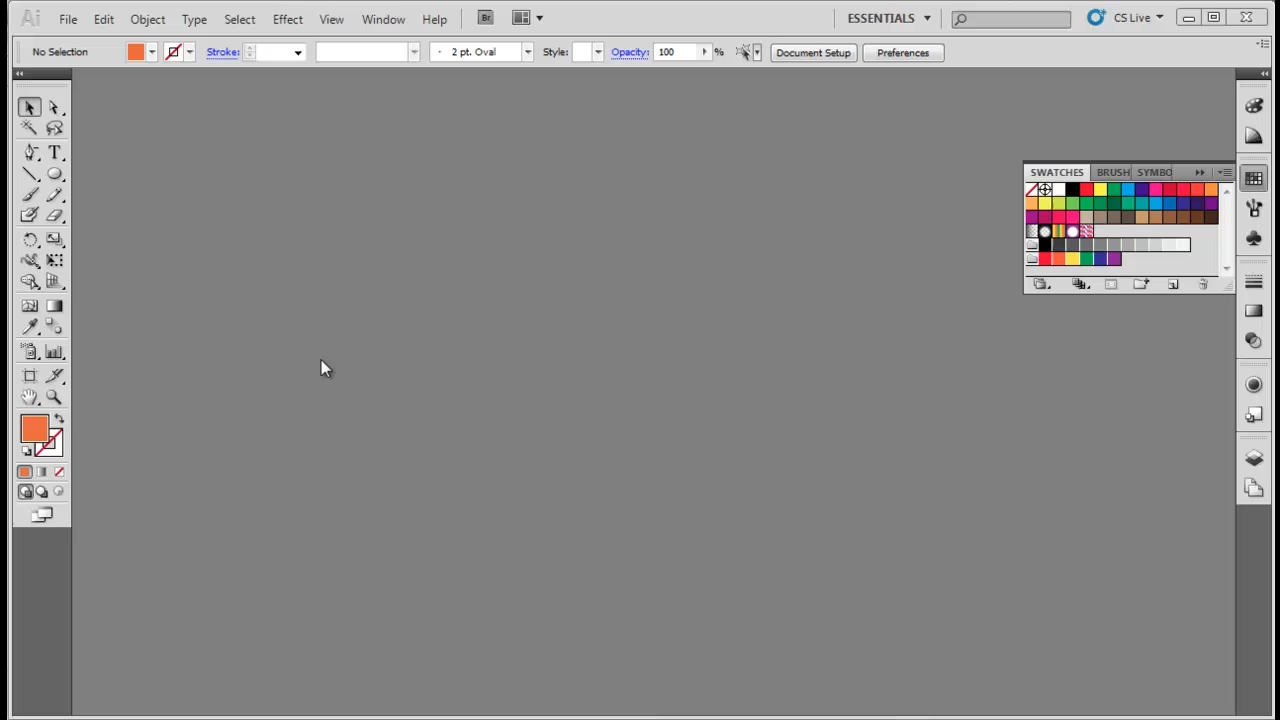 Ai File Edit Object Type Select Effect View Window Help Br ESSENTIALS CS Live
No Selection Stroke: 2 pt. Oval Style: Opacity: 100 % Document Setup Preferences
SWATCHES BRUSH SYMBO
T